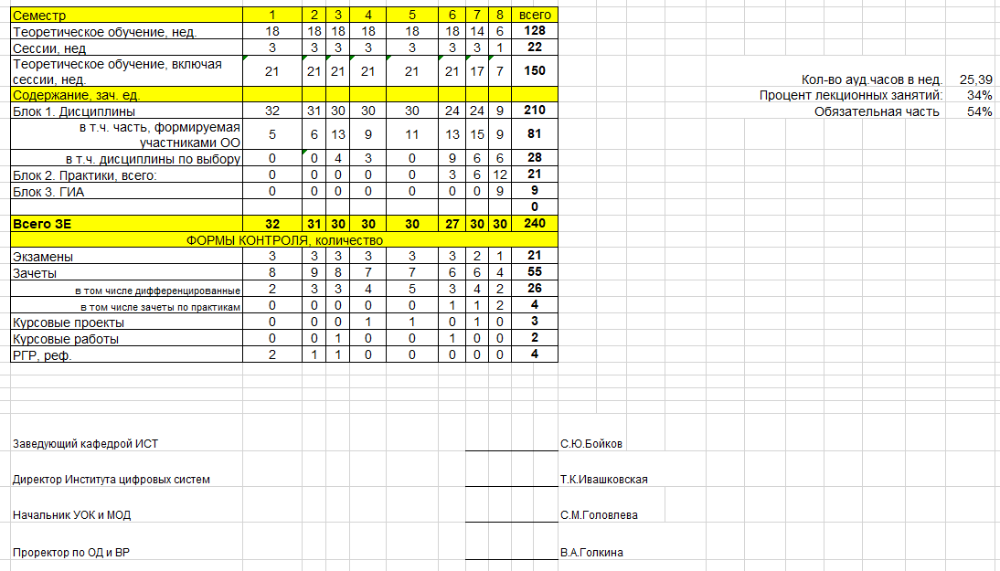 Семестр 1 2 3 4 5 6 7 8 всего
Теоретическое обучение, нед. 18 18 18 18 18 18 14 6 128
Сессии, нед 3 3 3 3 3 3 3 1 22
Теоретическое обучение, включая
сессии, нед. 21 21 21 21 21 21 17 7 150
Кол-во ауд.часов в нед. 25,39
Содержание, зач. ед.
Процент лекционных занятий: 34%
Блок 1. Дисциплины 32 31 30 30 30 24 24 9 210
Обязательная часть 54%
в т.ч. часть, формируемая
участниками ОО 5 6 13 9 11 13 15 9 81
в т.ч. дисциплины по выбору 0 0 4 3 0 9 6 6 28
Блок 2. Практики, всего: 0 0 0 0 0 3 6 12 21
Блок 3. ГИА 0 0 0 0 0 0 0 9 9
0
Всего ЗЕ 32 31 30 30 30 27 30 30 240
ФОРМЫ КОНТРОЛЯ, количество
Экзамены 3 3 3 3 3 3 2 1 21
Зачеты 8 9 8 7 7 6 6 4 55
в том числе дифференцированные 2 3 3 4 5 3 4 2 26
в том числе зачеты по практикам 0 0 0 0 0 1 1 2 4
Курсовые проекты 0 0 0 1 1 0 1 0 3
Курсовые работы 0 0 1 0 0 1 0 0 2
РГР, реф. 2 1 1 0 0 0 0 0 4
Заведующий кафедрой ИСТ С.Ю.Бойков
Директор Института цифровых систем Т.К.Ивашковская
Начальник УОК и МОД С.М.Головлева
Проректор по ОД и ВР В.А.Голкина